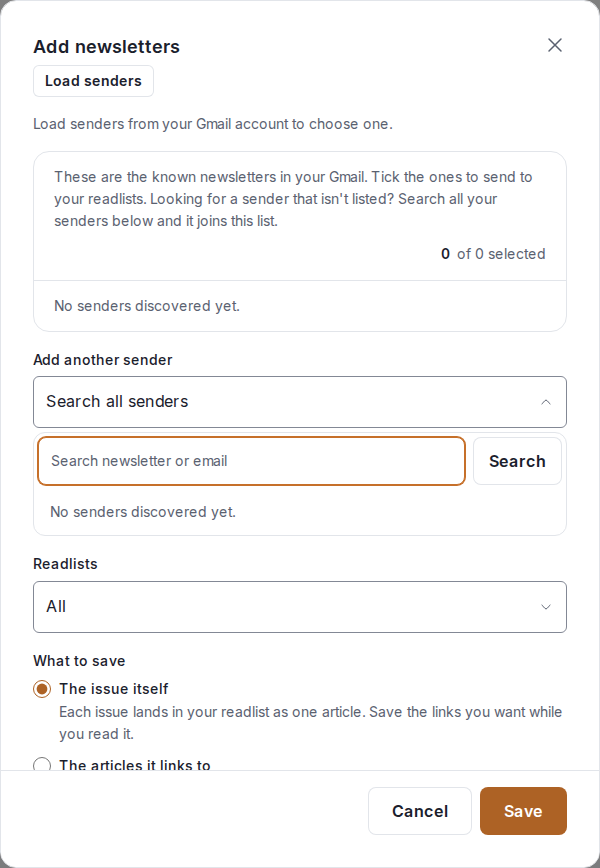 Add newsletters
Load senders
Load senders from your Gmail account to choose one.
These are the known newsletters in your Gmail. Tick the ones to send to
your readlists. Looking for a sender that isn't listed? Search all your
senders below and it joins this list.
0 of 0 selected
No senders discovered yet.
Add another sender
Search all senders
Search newsletter or email
Search
No senders discovered yet.
Readlists
All
What to save
The issue itself
Each issue lands in your readlist as one article. Save the links you want while
you read it.
The articles it links to
Cancel
Save